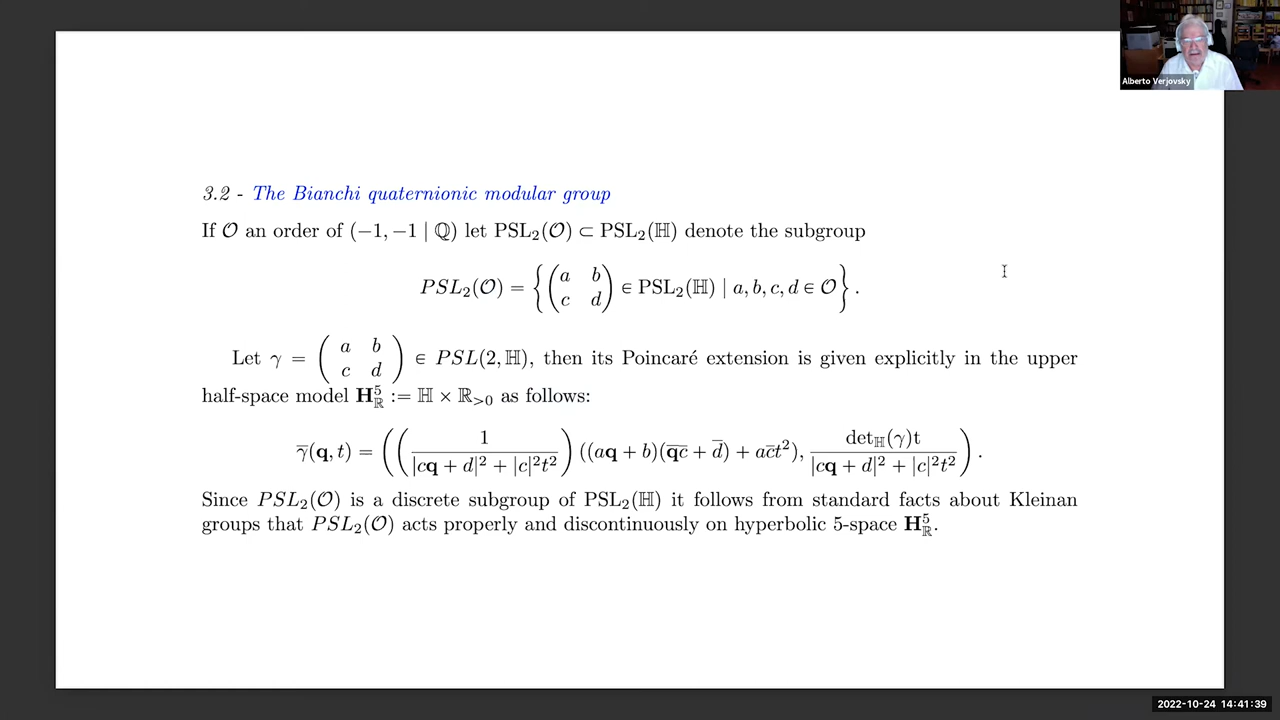 Alberto Verjovsky
3.2 - The Bianchi quaternionic modular group
If 𝒪 an order of (−1, −1 | ℚ) let PSL₂(𝒪) ⊂ PSL₂(ℍ) denote the subgroup
PSL₂(𝒪) = { ( a b ; c d ) ∈ PSL₂(ℍ) | a, b, c, d ∈ 𝒪 } .
Let γ = ( a b ; c d ) ∈ PSL(2, ℍ), then its Poincaré extension is given explicitly in the upper
half-space model 𝐇⁵_ℝ := ℍ × ℝ_{>0} as follows:
γ̅(𝐪, t) = ( ( 1 / (|c𝐪 + d|² + |c|²t²) ) ((a𝐪 + b)(\overline{𝐪c} + d̅) + ac̅t²), det_ℍ(γ)t / (|c𝐪 + d|² + |c|²t²) ) .
Since PSL₂(𝒪) is a discrete subgroup of PSL₂(ℍ) it follows from standard facts about Kleinan
groups that PSL₂(𝒪) acts properly and discontinuously on hyperbolic 5-space 𝐇⁵_ℝ.
2022-10-24 14:41:39